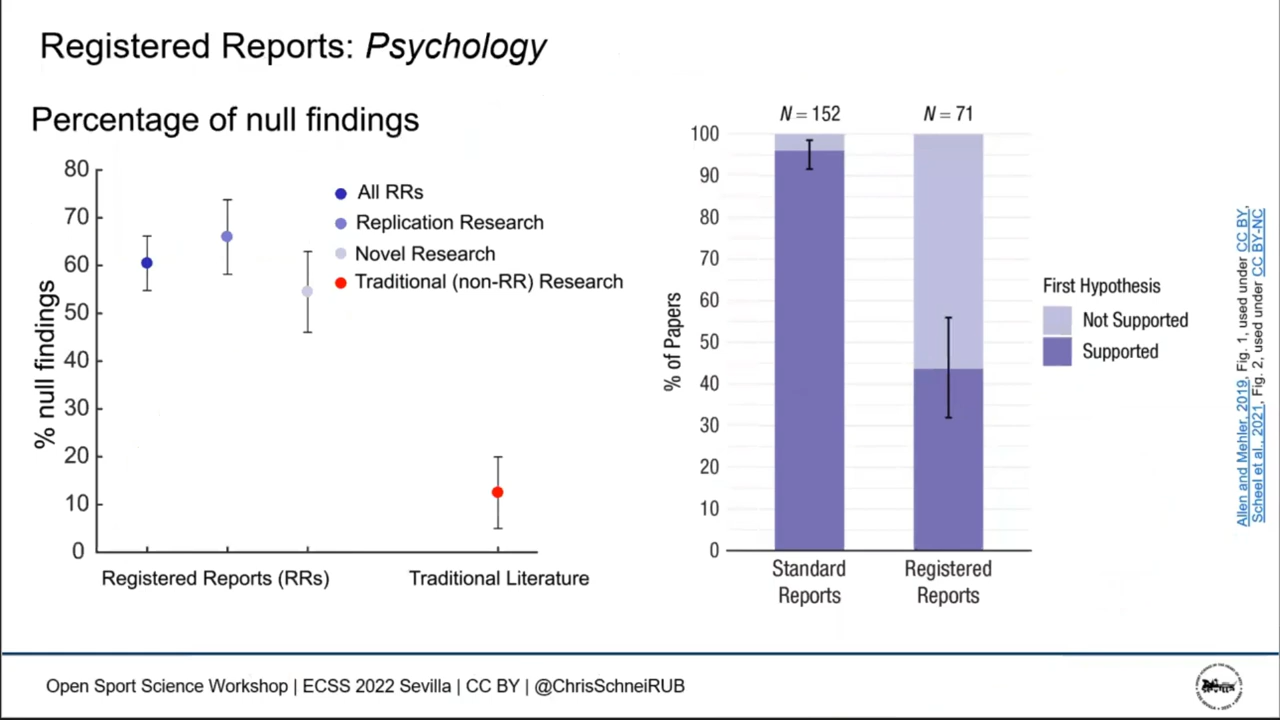 Registered Reports: Psychology
Percentage of null findings
80
70
60
50
40
30
20
10
0
% null findings
All RRs
Replication Research
Novel Research
Traditional (non-RR) Research
Registered Reports (RRs)
Traditional Literature
N = 152
N = 71
100
90
80
70
60
50
40
30
20
10
0
% of Papers
Standard
Reports
Registered
Reports
First Hypothesis
Not Supported
Supported
Allen and Mehler, 2019, Fig. 1, used under CC BY,
Scheel et al., 2021, Fig. 2, used under CC BY-NC
Open Sport Science Workshop | ECSS 2022 Sevilla | CC BY | @ChrisSchneiRUB